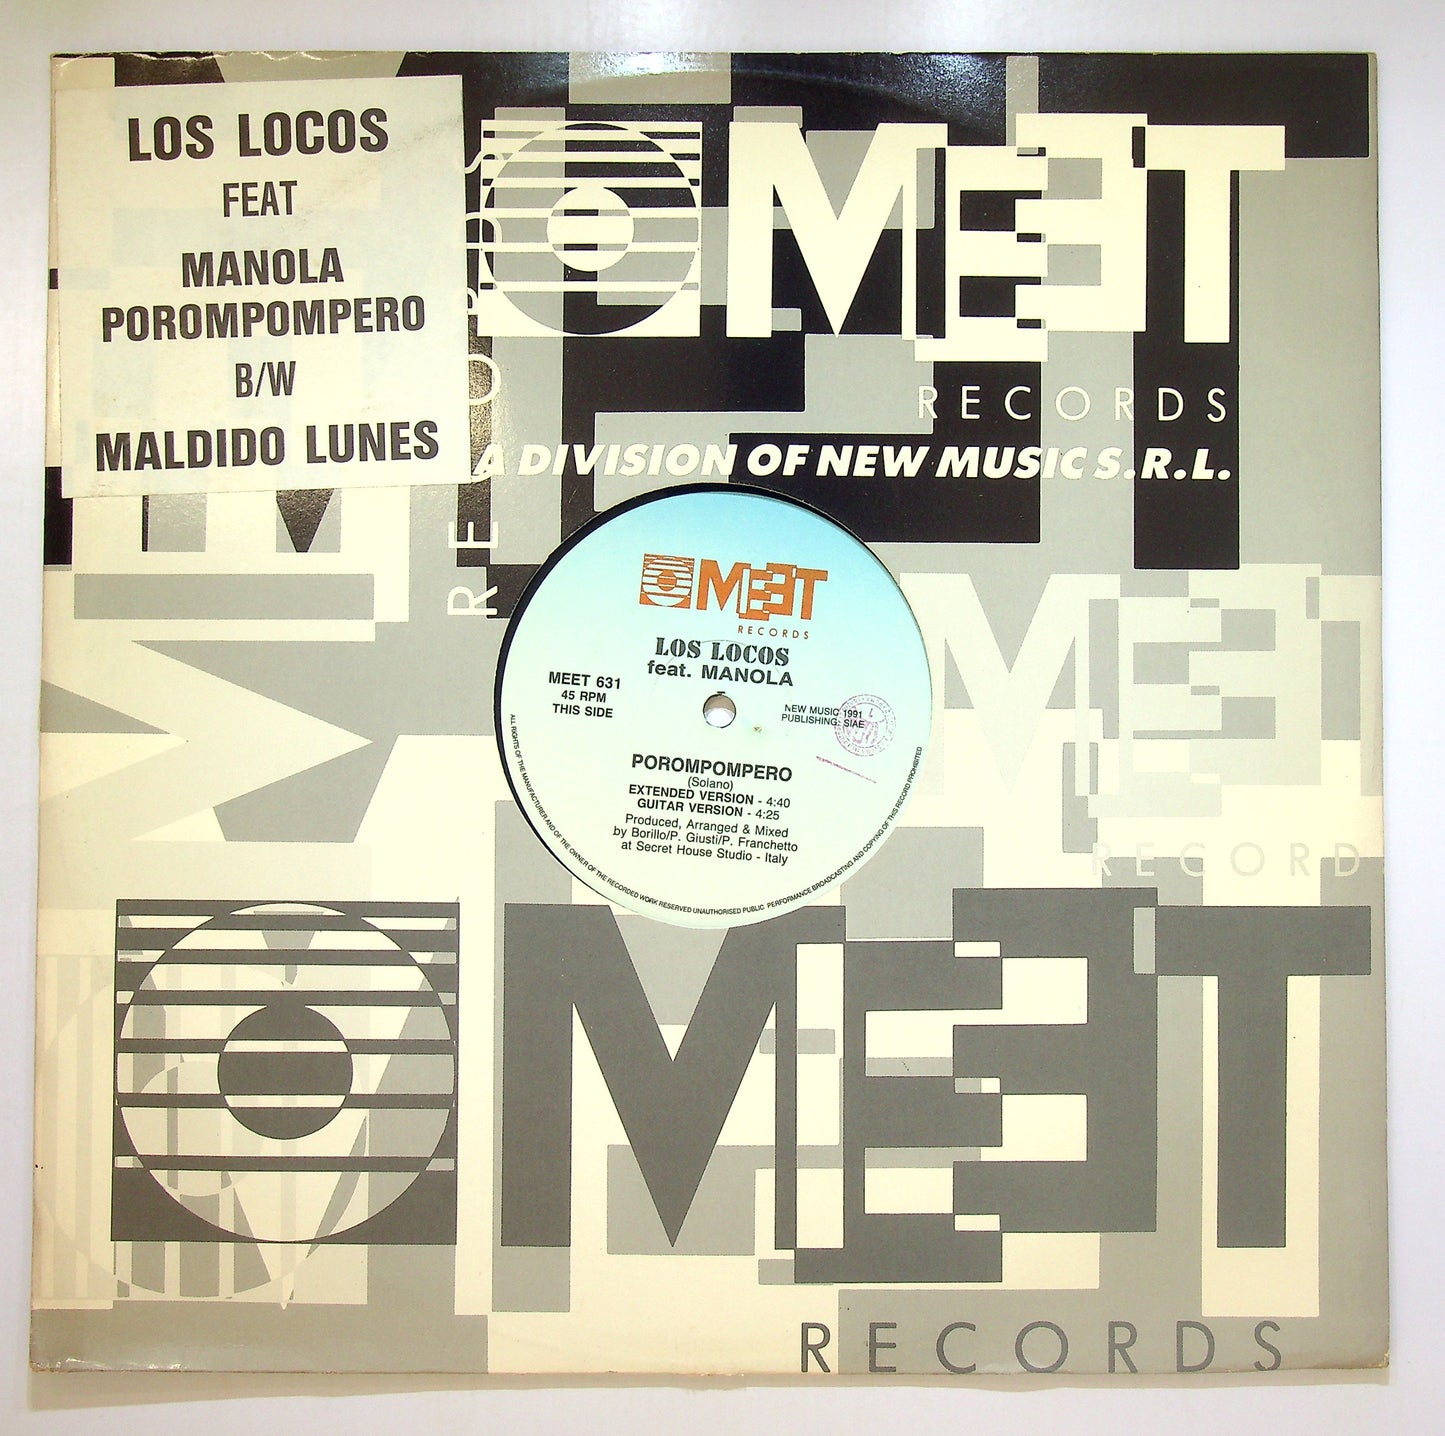 LOS LOCOS
FEAT
MANOLA
POROMPOMPERO
B/W
MALDIDO LUNES
MEET
RECORDS
A DIVISION OF NEW MUSIC S.R.L.
RECORDS
MEET
RECORDS
LOS LOCOS
feat. MANOLA
MEET 631
45 RPM
THIS SIDE
NEW MUSIC 1991
PUBLISHING: SIAE
POROMPOMPERO
(Solano)
EXTENDED VERSION - 4:40
GUITAR VERSION - 4:25
Produced, Arranged & Mixed
by Borillo/P. Giusti/P. Franchetto
at Secret House Studio - Italy
ALL RIGHTS OF THE MANUFACTURER AND OF THE OWNER OF THE RECORDED WORK RESERVED UNAUTHORISED PUBLIC PERFORMANCE BROADCASTING AND COPYING OF THIS RECORD PROHIBITED
MEET
RECORD
MEET
RECORDS